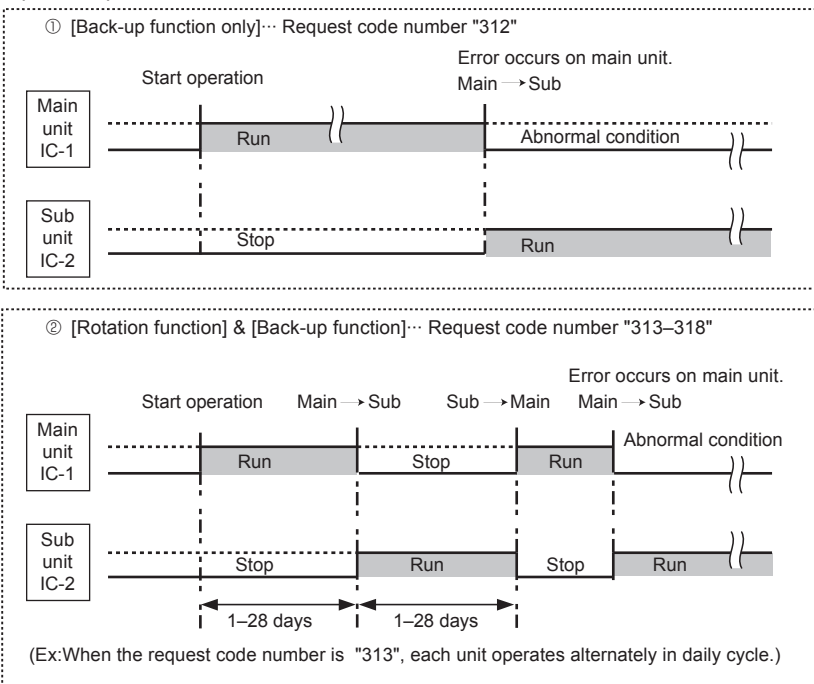 ① [Back-up function only]··· Request code number "312"
Error occurs on main unit.
Start operation
Main → Sub
Main
unit
IC-1
Run
Abnormal condition
Sub
unit
IC-2
Stop
Run
② [Rotation function] & [Back-up function]··· Request code number "313–318"
Error occurs on main unit.
Start operation
Main → Sub
Sub → Main
Main → Sub
Main
unit
IC-1
Run
Stop
Run
Abnormal condition
Sub
unit
IC-2
Stop
Run
Stop
Run
1–28 days
1–28 days
(Ex:When the request code number is "313", each unit operates alternately in daily cycle.)